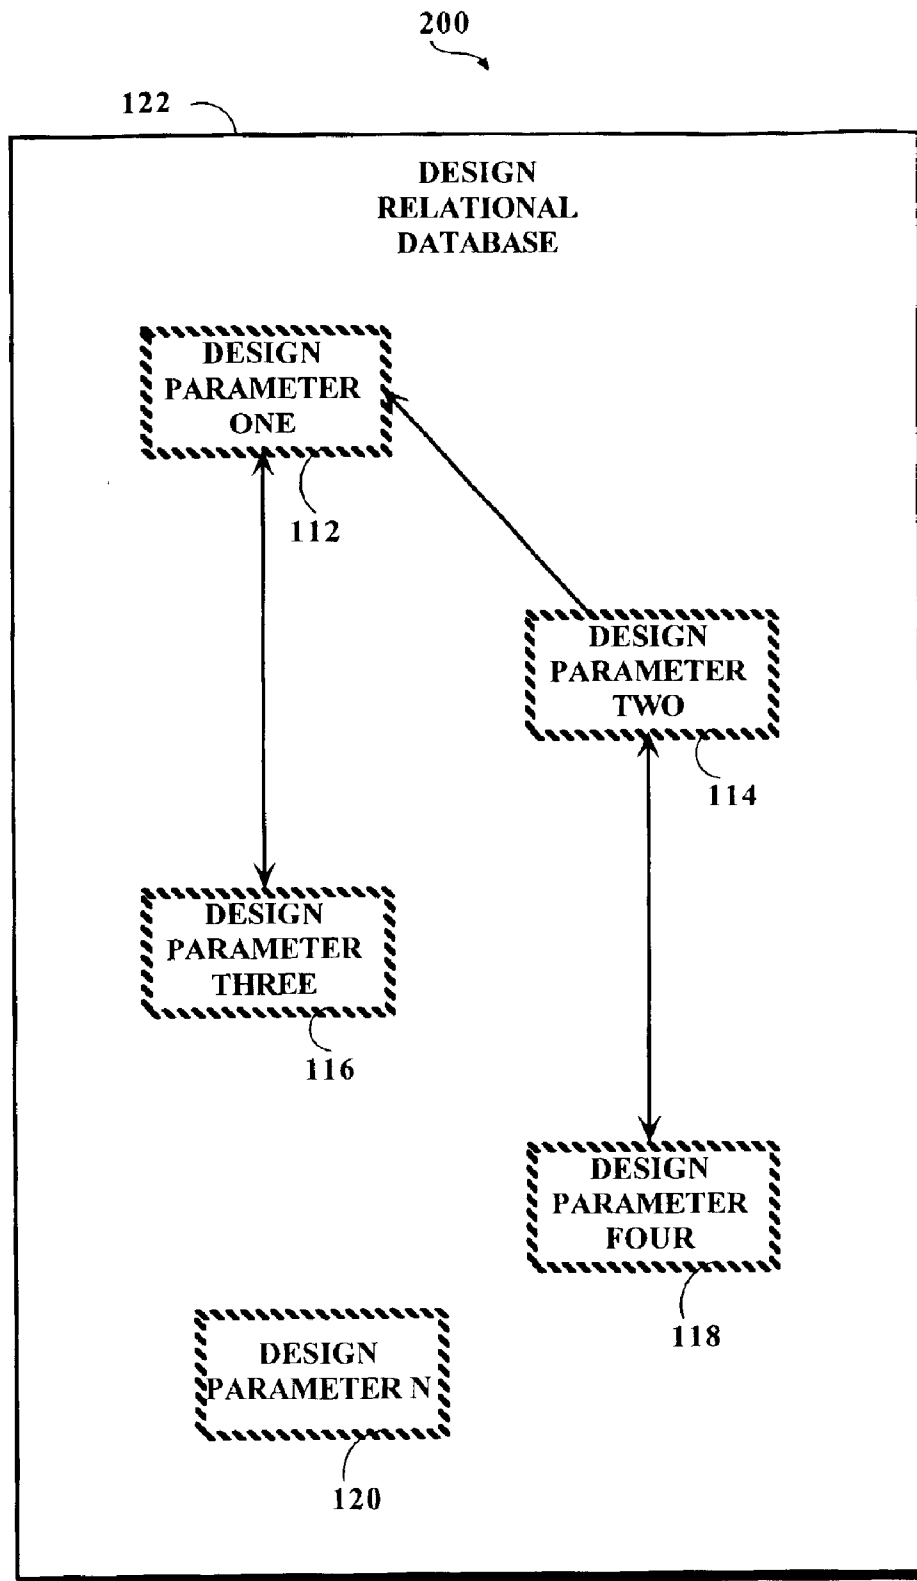 200
122
DESIGN
RELATIONAL
DATABASE
DESIGN
PARAMETER
ONE
112
DESIGN
PARAMETER
TWO
114
DESIGN
PARAMETER
THREE
116
DESIGN
PARAMETER
FOUR
118
DESIGN
PARAMETER N
120